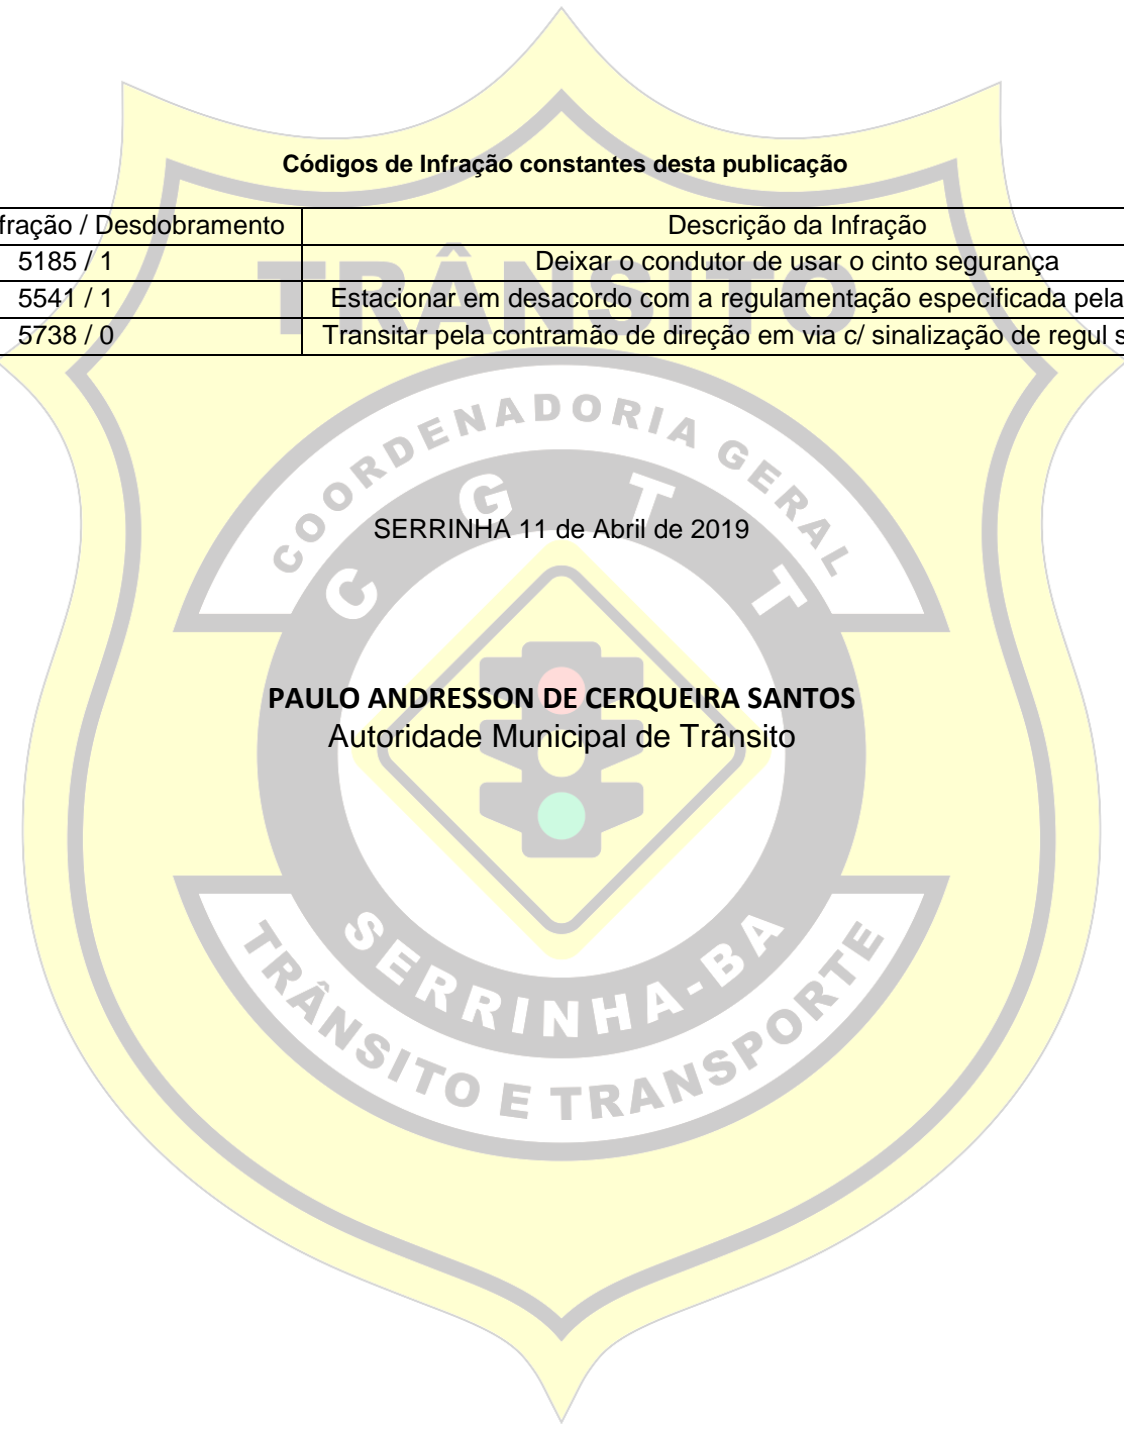 Códigos de Infração constantes desta publicação
fração / Desdobramento Descrição da Infração
5185 / 1 Deixar o condutor de usar o cinto segurança
5541 / 1 Estacionar em desacordo com a regulamentação especificada pela
5738 / 0 Transitar pela contramão de direção em via c/ sinalização de regul s
TRÂNSITO
COORDENADORIA GERAL
C G T T
SERRINHA 11 de Abril de 2019
PAULO ANDRESSON DE CERQUEIRA SANTOS
Autoridade Municipal de Trânsito
SERRINHA-BA
TRÂNSITO E TRANSPORTE